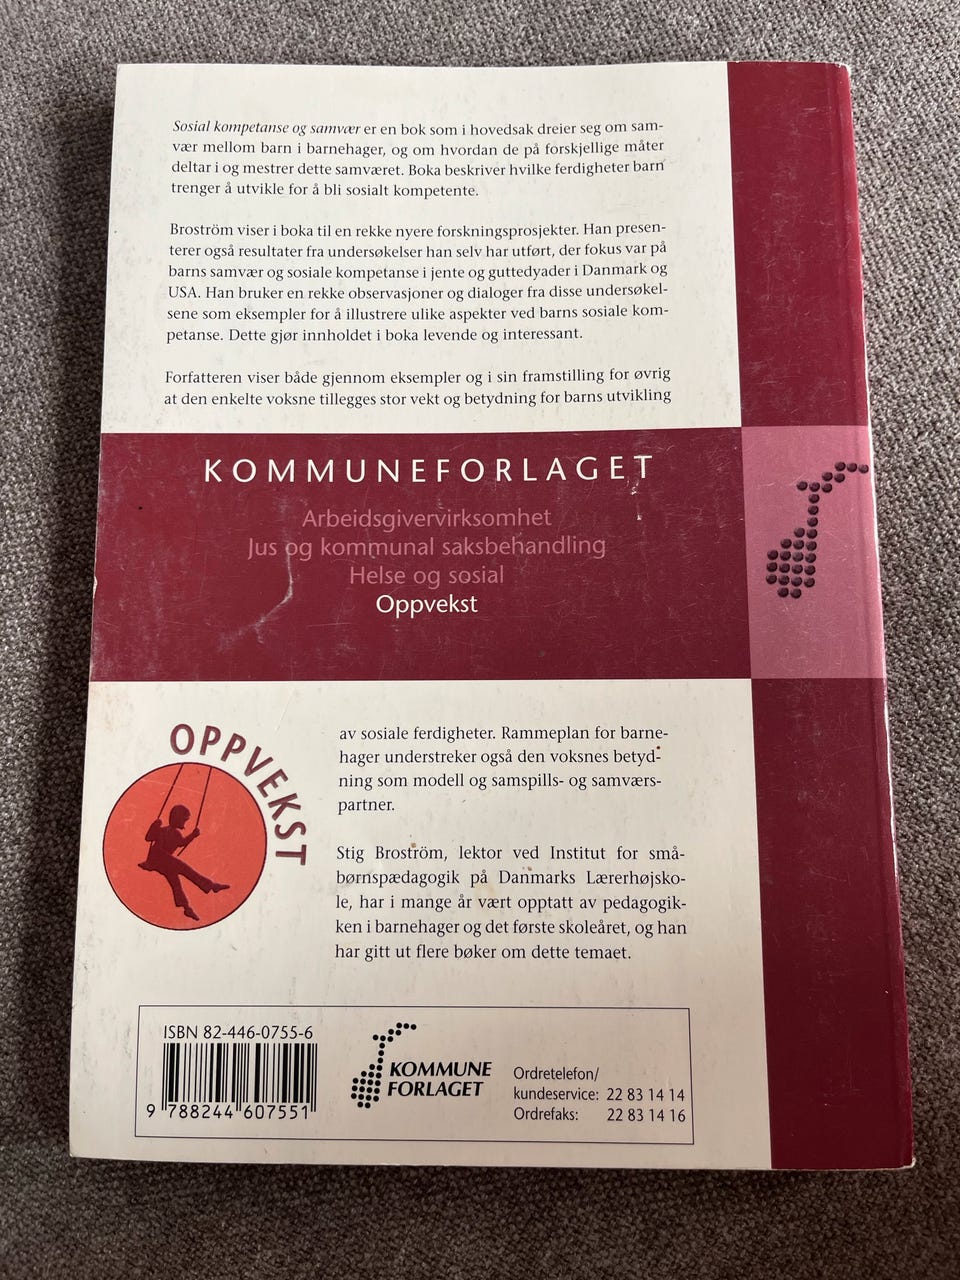 Sosial kompetanse og samvær er en bok som i hovedsak dreier seg om sam-
vær mellom barn i barnehager, og om hvordan de på forskjellige måter
deltar i og mestrer dette samværet. Boka beskriver hvilke ferdigheter barn
trenger å utvikle for å bli sosialt kompetente.
Broström viser i boka til en rekke nyere forskningsprosjekter. Han presen-
terer også resultater fra undersøkelser han selv har utført, der fokus var på
barns samvær og sosiale kompetanse i jente og guttedyader i Danmark og
USA. Han bruker en rekke observasjoner og dialoger fra disse undersøkel-
sene som eksempler for å illustrere ulike aspekter ved barns sosiale kom-
petanse. Dette gjør innholdet i boka levende og interessant.
Forfatteren viser både gjennom eksempler og i sin framstilling for øvrig
at den enkelte voksne tillegges stor vekt og betydning for barns utvikling
KOMMUNEFORLAGET
Arbeidsgivervirksomhet
Jus og kommunal saksbehandling
Helse og sosial
Oppvekst
OPPVEKST
av sosiale ferdigheter. Rammeplan for barne-
hager understreker også den voksnes betyd-
ning som modell og samspills- og samværs-
partner.
Stig Broström, lektor ved Institut for små-
børnspædagogik på Danmarks Lærerhøjsko-
le, har i mange år vært opptatt av pedagogik-
ken i barnehager og det første skoleåret, og han
har gitt ut flere bøker om dette temaet.
ISBN 82-446-0755-6
9 788244 607551
KOMMUNE
FORLAGET
Ordretelefon/
kundeservice: 22 83 14 14
Ordrefaks: 22 83 14 16